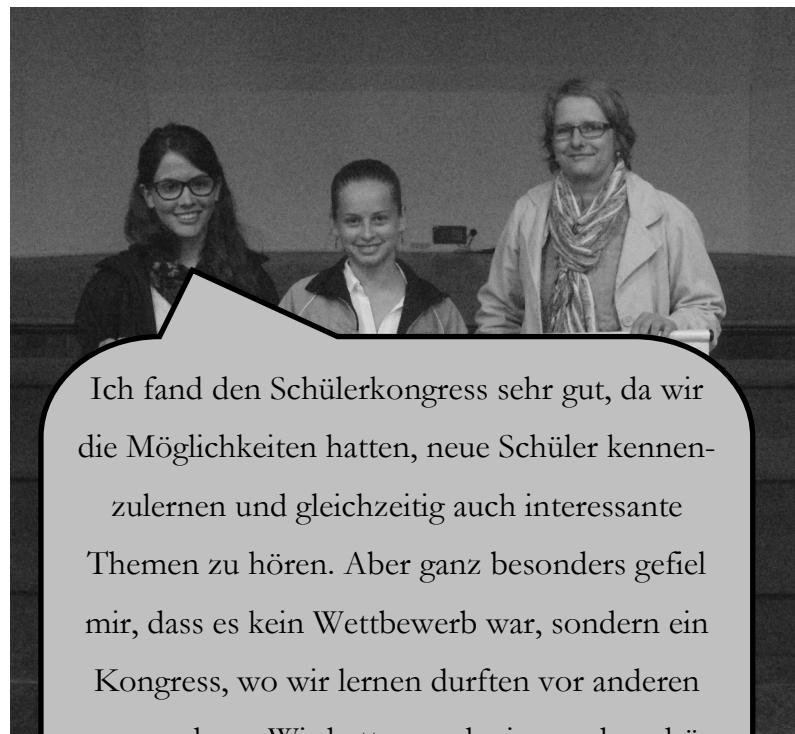 Ich fand den Schülerkongress sehr gut, da wir
die Möglichkeiten hatten, neue Schüler kennen-
zulernen und gleichzeitig auch interessante
Themen zu hören. Aber ganz besonders gefiel
mir, dass es kein Wettbewerb war, sondern ein
Kongress, wo wir lernen durften vor anderen